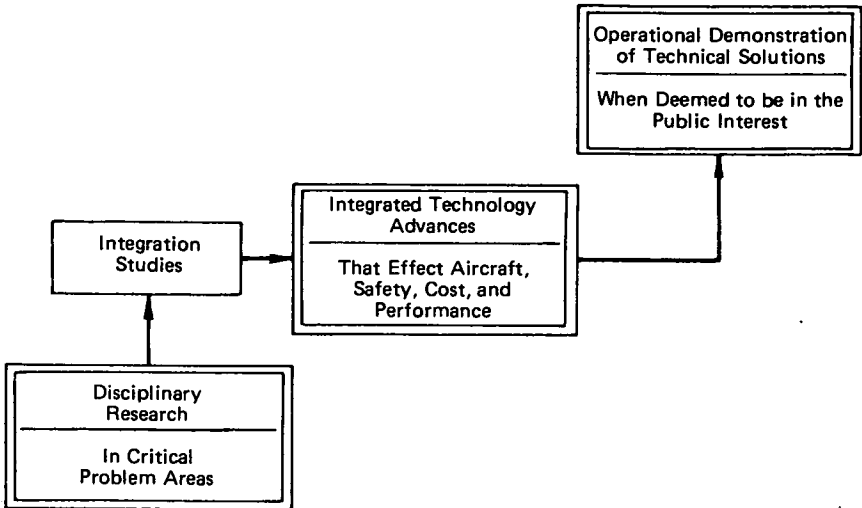 Operational Demonstration
of Technical Solutions
When Deemed to be in the
Public Interest
Integrated Technology
Advances
That Effect Aircraft,
Safety, Cost, and
Performance
Integration
Studies
Disciplinary
Research
In Critical
Problem Areas